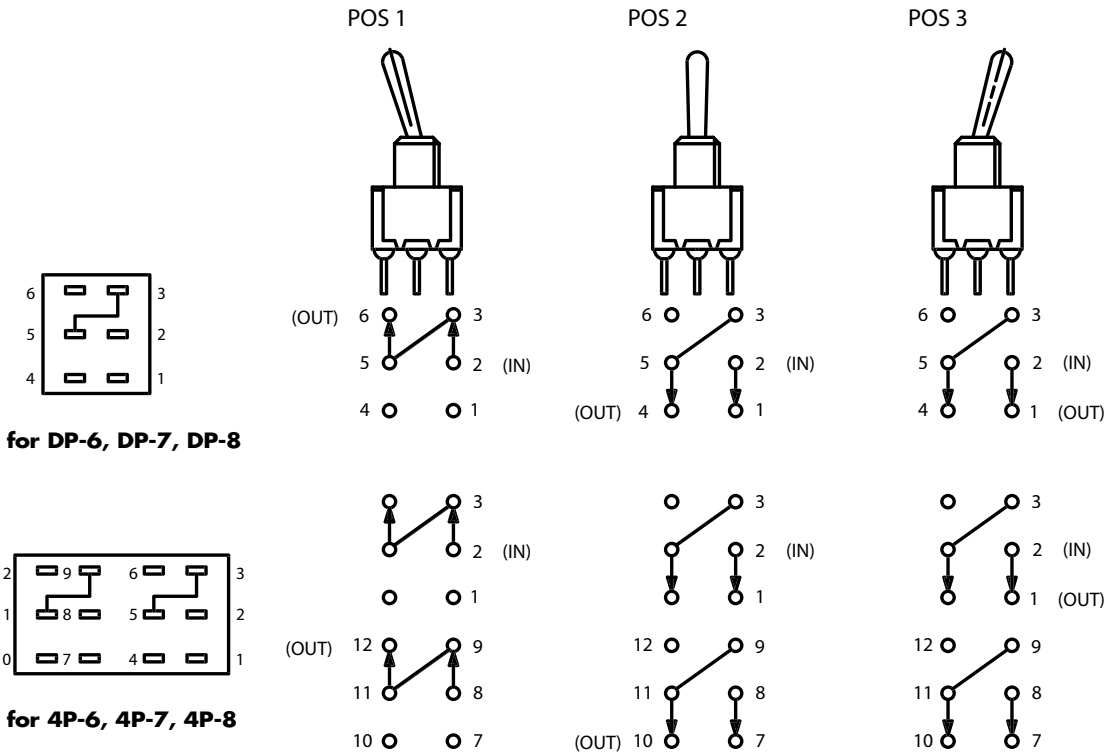 POS 1 POS 2 POS 3
6 3
5 2
4 1
for DP-6, DP-7, DP-8
(OUT) 6 3 6 3 6 3
5 2 (IN) 5 2 (IN) 5 2 (IN)
4 1 (OUT) 4 1 4 1 (OUT)
3 3 3
2 (IN) 2 (IN) 2 (IN)
1 1 1 (OUT)
2 9 6 3
1 8 5 2
0 7 4 1
for 4P-6, 4P-7, 4P-8
(OUT) 12 9 12 9 12 9
11 8 11 8 11 8
10 7 (OUT) 10 7 10 7